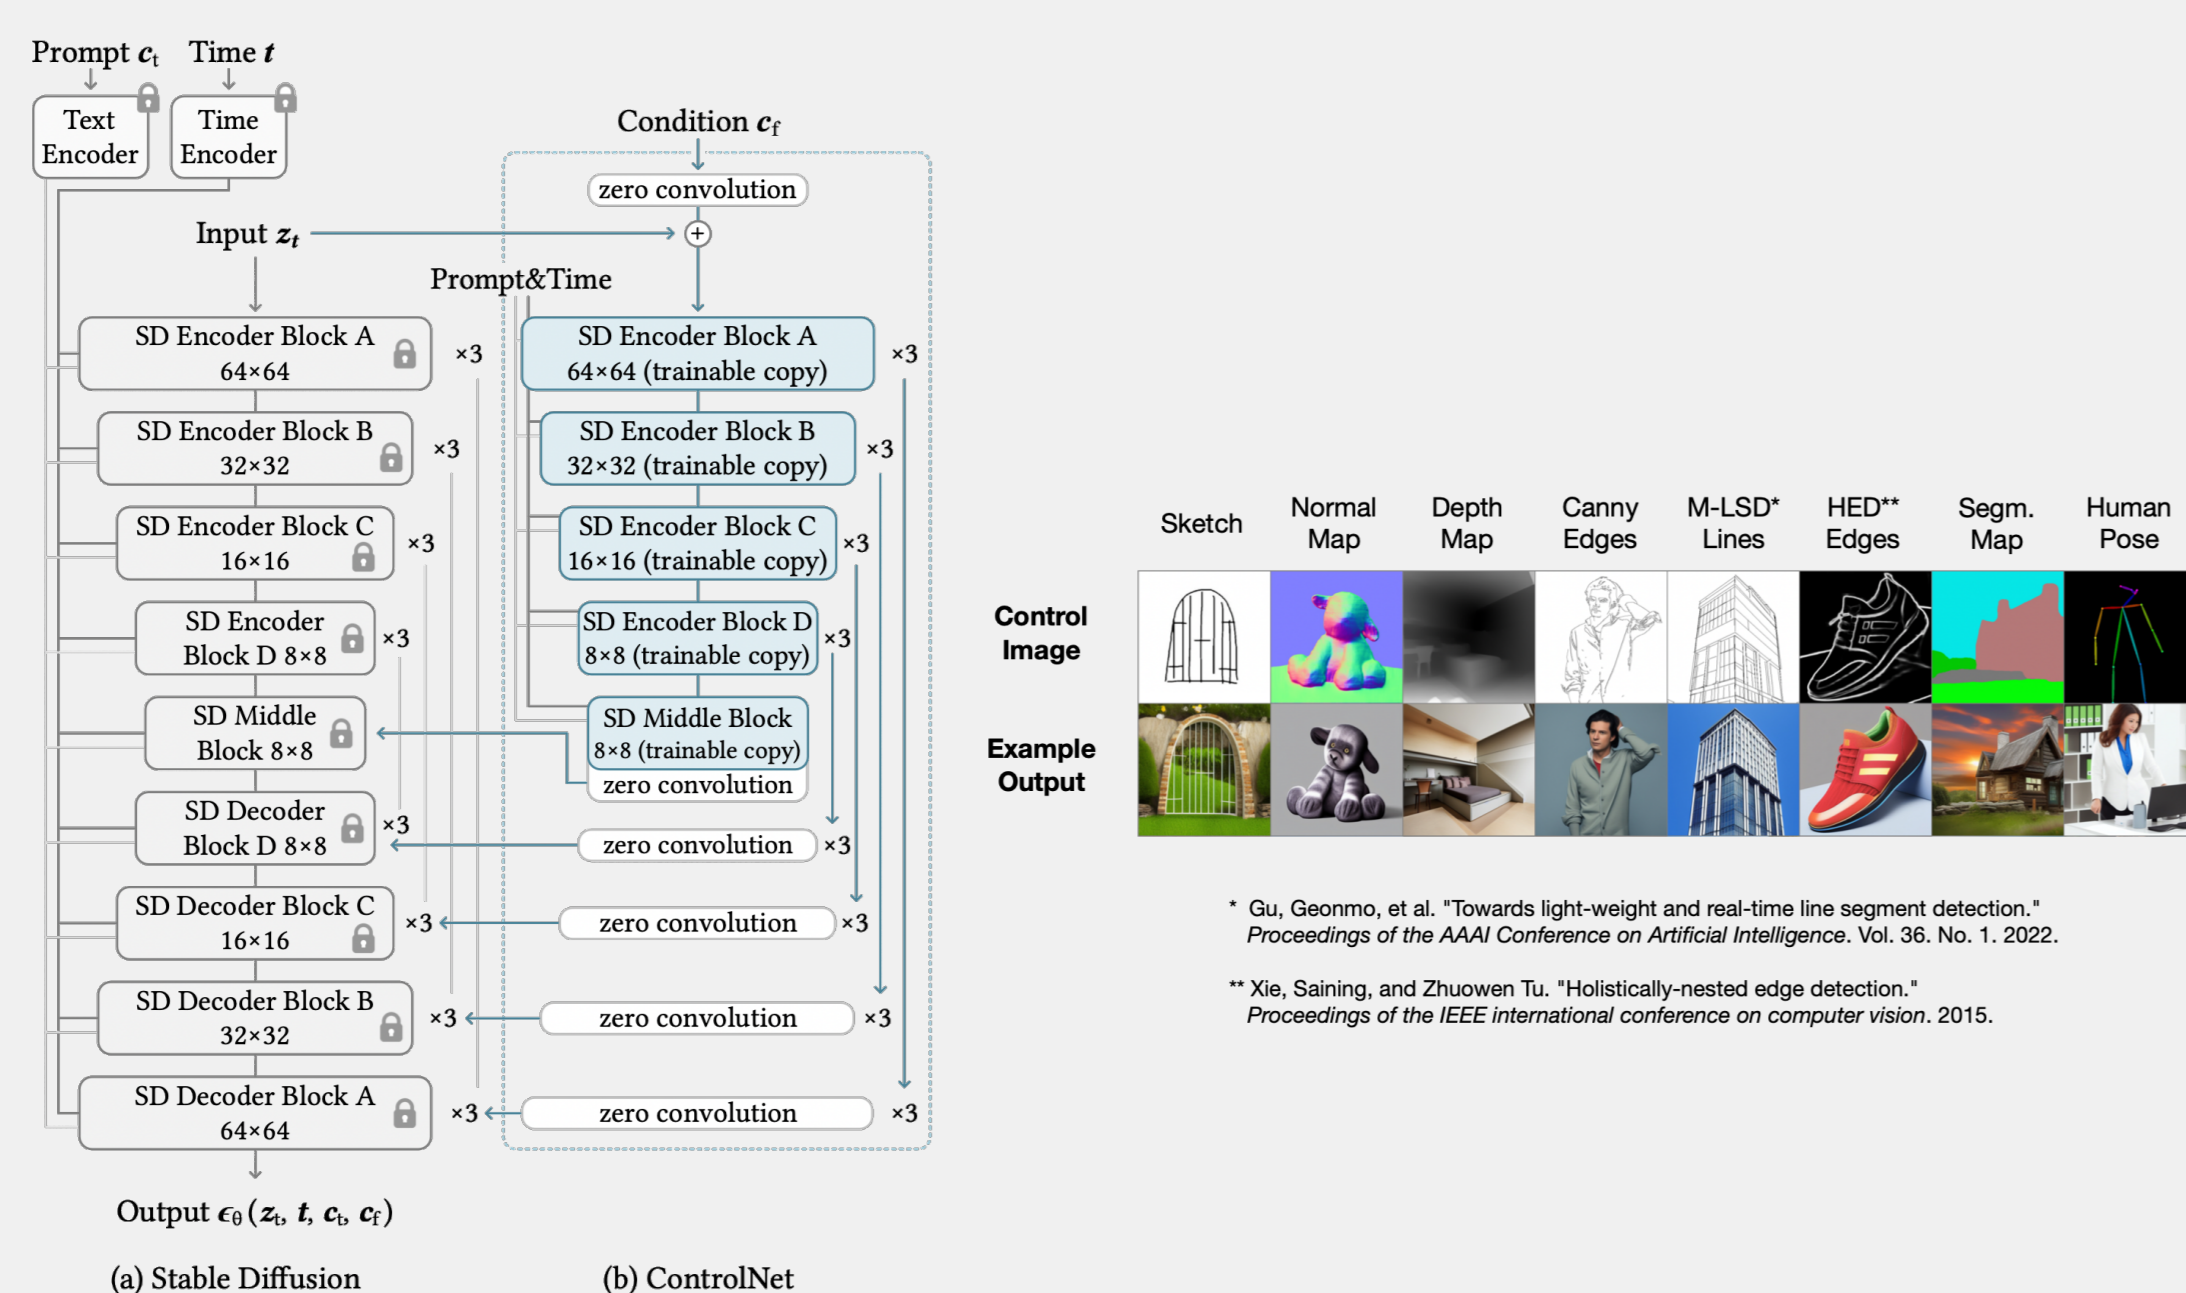 Prompt ct
Time t
Text
Encoder
Time
Encoder
Input zt
SD Encoder Block A
64×64
×3
SD Encoder Block B
32×32
×3
SD Encoder Block C
16×16
×3
SD Encoder
Block D 8×8
×3
SD Middle
Block 8×8
SD Decoder
Block D 8×8
×3
SD Decoder Block C
16×16
×3
SD Decoder Block B
32×32
×3
SD Decoder Block A
64×64
×3
Output ϵθ(zt, t, ct, cf)
(a) Stable Diffusion
Condition cf
zero convolution
+
Prompt&Time
SD Encoder Block A
64×64 (trainable copy)
×3
SD Encoder Block B
32×32 (trainable copy)
×3
SD Encoder Block C
16×16 (trainable copy)
×3
SD Encoder Block D
8×8 (trainable copy)
×3
SD Middle Block
8×8 (trainable copy)
zero convolution
zero convolution
×3
zero convolution
×3
zero convolution
×3
zero convolution
×3
(b) ControlNet
Sketch
Normal
Map
Depth
Map
Canny
Edges
M-LSD*
Lines
HED**
Edges
Segm.
Map
Human
Pose
Control
Image
Example
Output
* Gu, Geonmo, et al. "Towards light-weight and real-time line segment detection."
Proceedings of the AAAI Conference on Artificial Intelligence. Vol. 36. No. 1. 2022.
** Xie, Saining, and Zhuowen Tu. "Holistically-nested edge detection."
Proceedings of the IEEE international conference on computer vision. 2015.